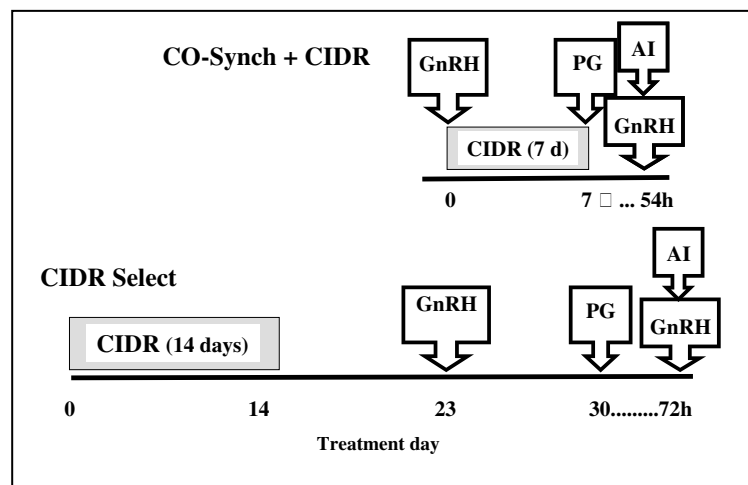 CO-Synch + CIDR
GnRH
PG
AI
GnRH
CIDR (7 d)
0
7 □ ... 54h
CIDR Select
GnRH
PG
AI
GnRH
CIDR (14 days)
0
14
23
30.........72h
Treatment day